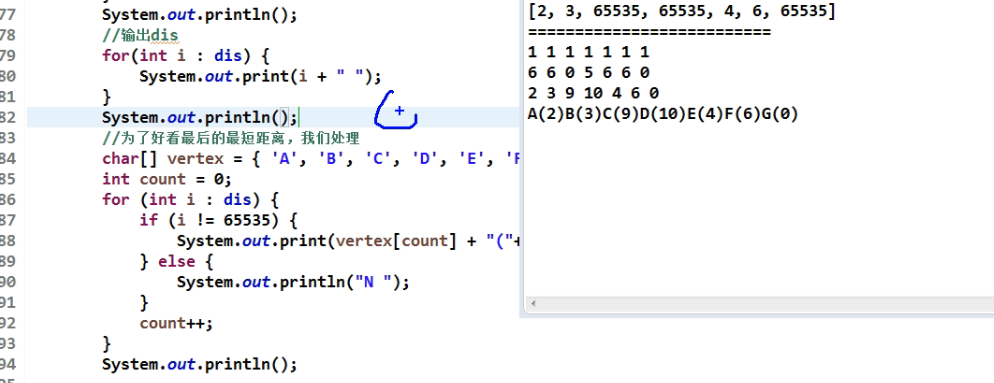 77 System.out.println();
78 //输出dis
79 for(int i : dis) {
80 System.out.print(i + " ");
81 }
82 System.out.println();
83 //为了好看最后的最短距离，我们处理
84 char[] vertex = { 'A', 'B', 'C', 'D', 'E', 'F
85 int count = 0;
86 for (int i : dis) {
87 if (i != 65535) {
88 System.out.print(vertex[count] + "("+
89 } else {
90 System.out.println("N ");
91 }
92 count++;
93 }
94 System.out.println();
[2, 3, 65535, 65535, 4, 6, 65535]
==========================
1 1 1 1 1 1 1
6 6 0 5 6 6 0
2 3 9 10 4 6 0
A(2)B(3)C(9)D(10)E(4)F(6)G(0)